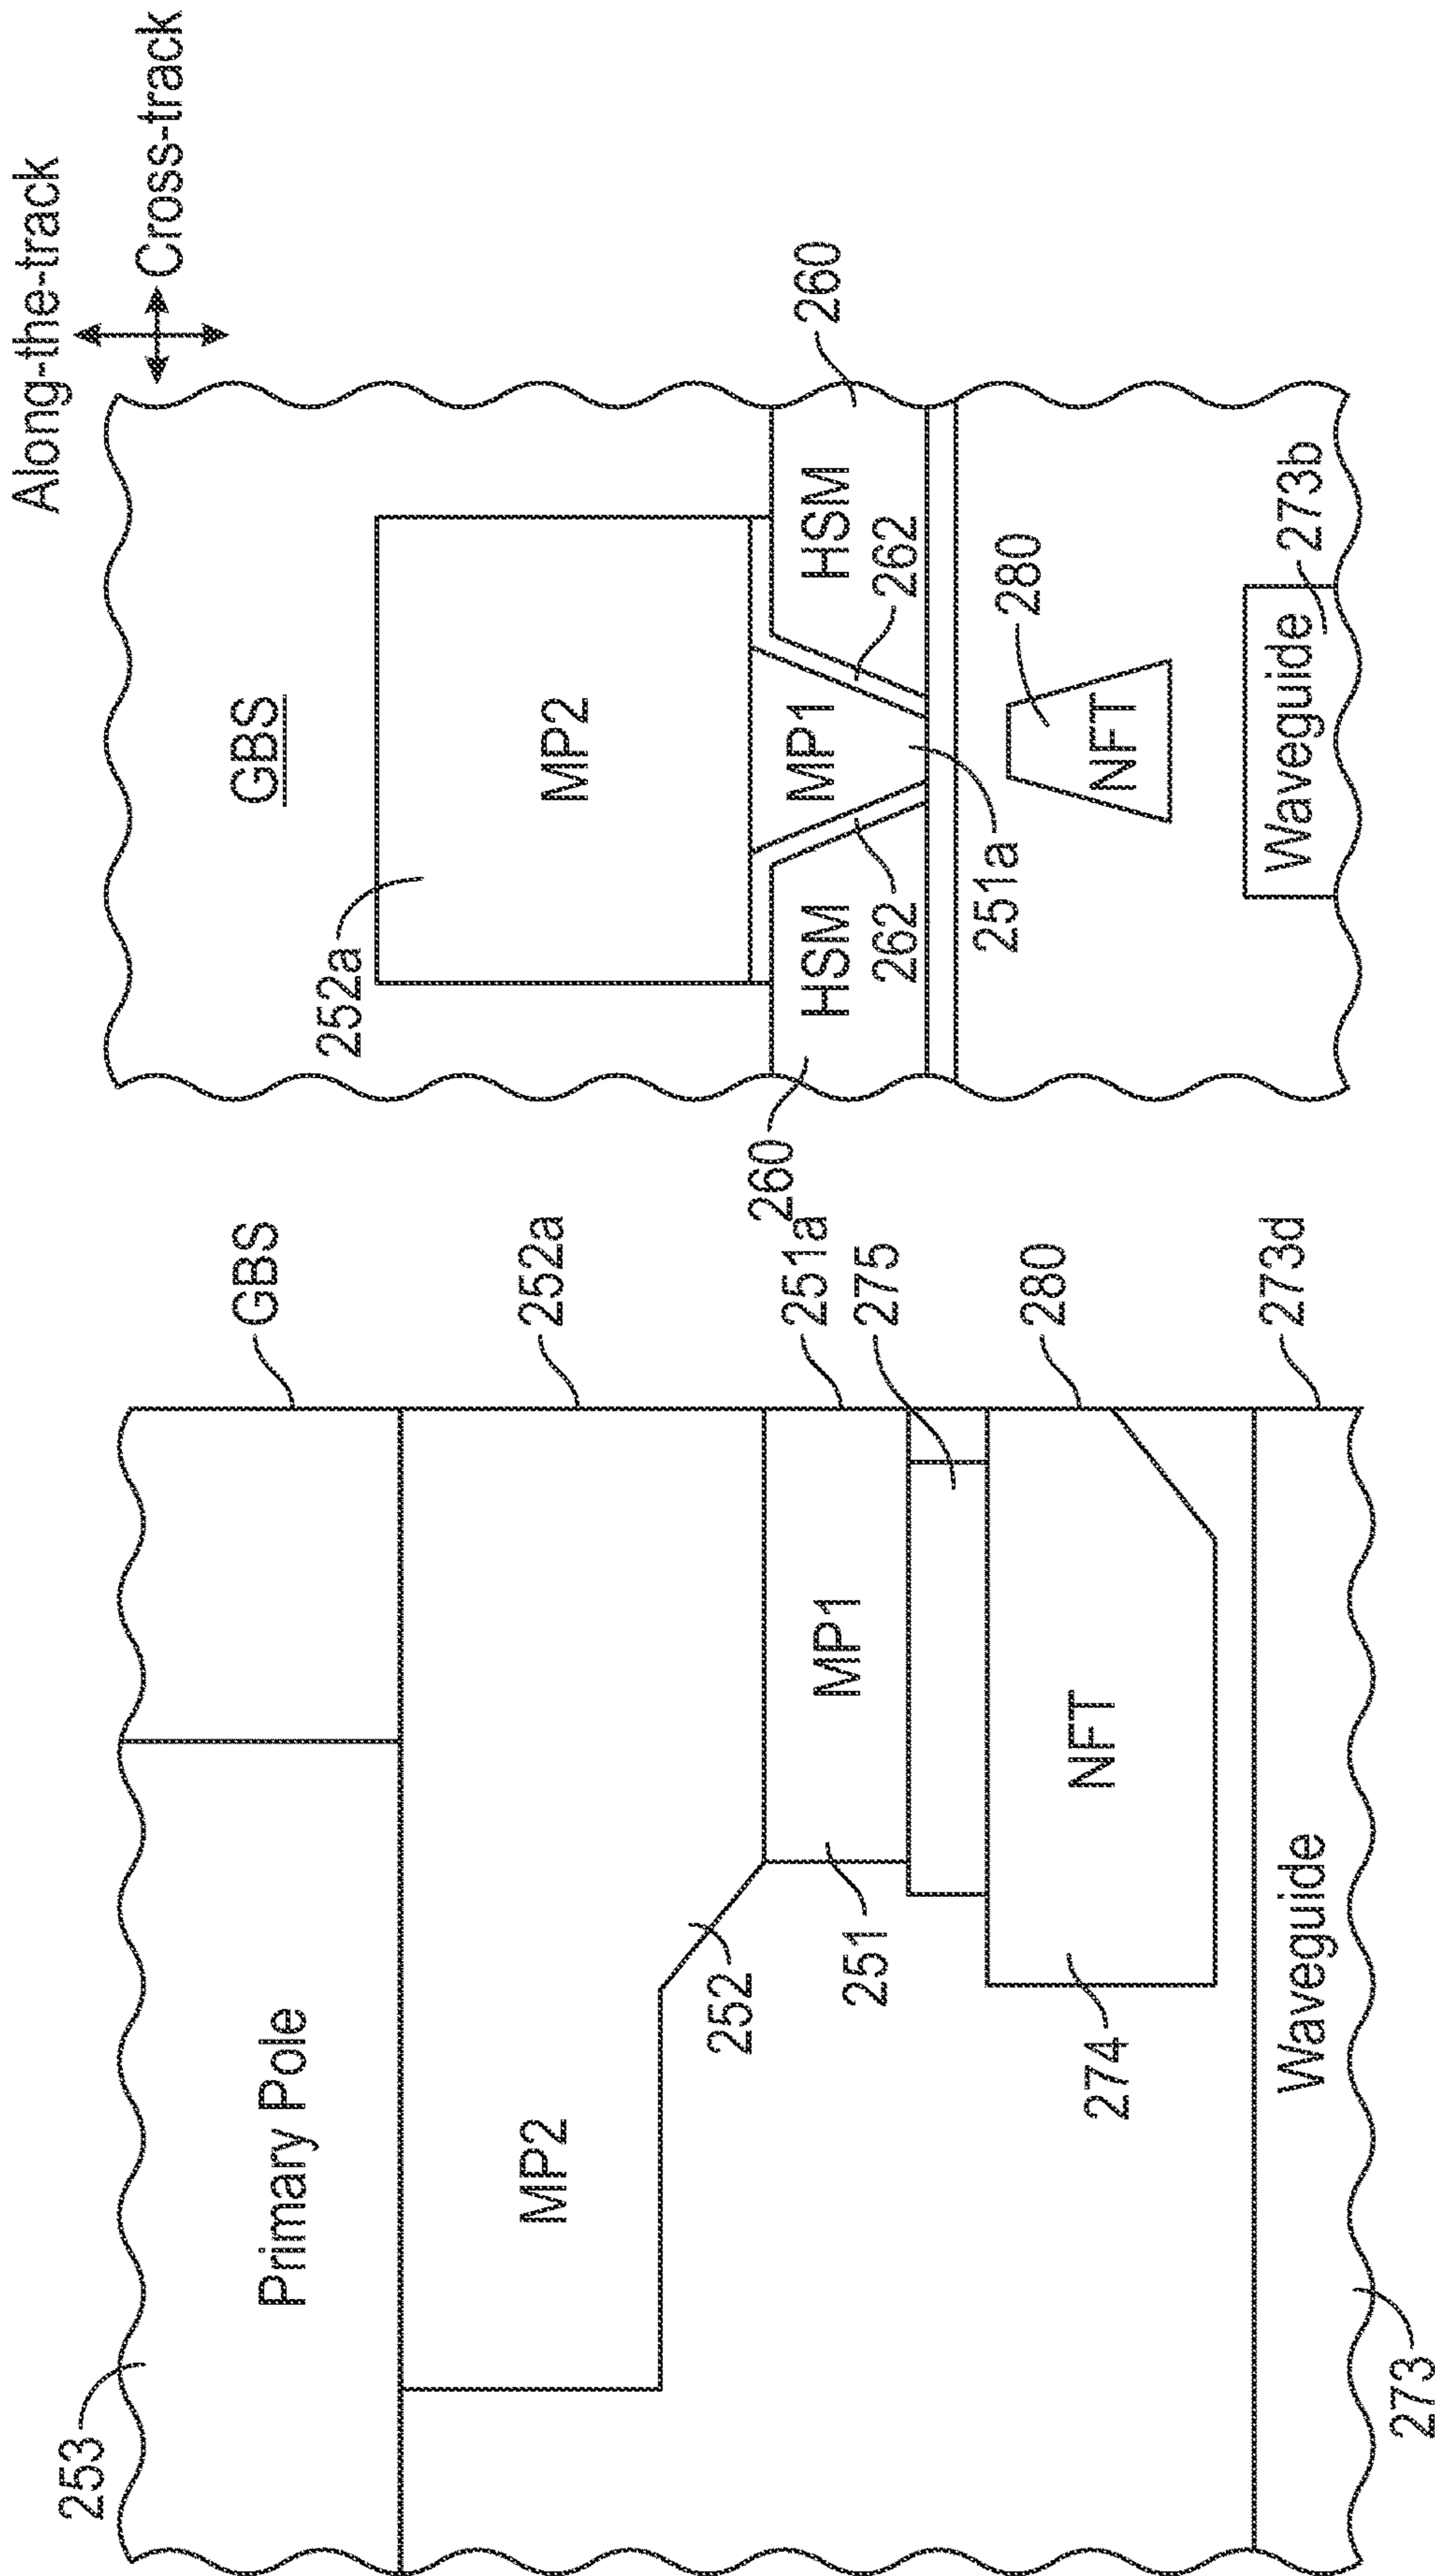 253
Primary Pole
GBS
MP2
252a
252
MP1
251a
251
275
NFT
280
274
Waveguide
273d
273
Along-the-track
Cross-track
GBS
252a
MP2
260
HSM
MP1
HSM
260
262
262
251a
280
NFT
Waveguide
273b